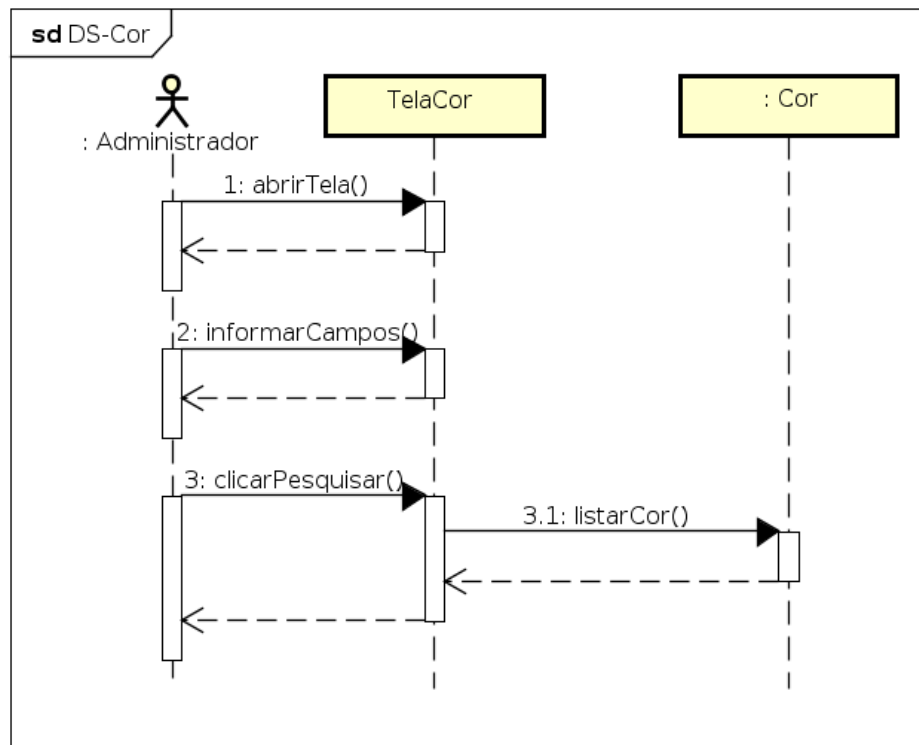 sd DS-Cor
: Administrador
TelaCor
: Cor
1: abrirTela()
2: informarCampos()
3: clicarPesquisar()
3.1: listarCor()